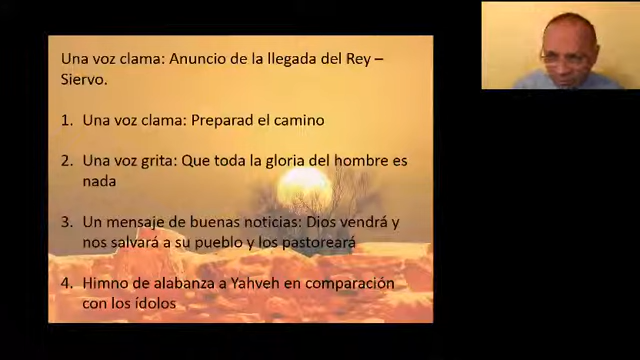 Una voz clama: Anuncio de la llegada del Rey –
Siervo.
1. Una voz clama: Preparad el camino
2. Una voz grita: Que toda la gloria del hombre es
nada
3. Un mensaje de buenas noticias: Dios vendrá y
nos salvará a su pueblo y los pastoreará
4. Himno de alabanza a Yahveh en comparación
con los ídolos